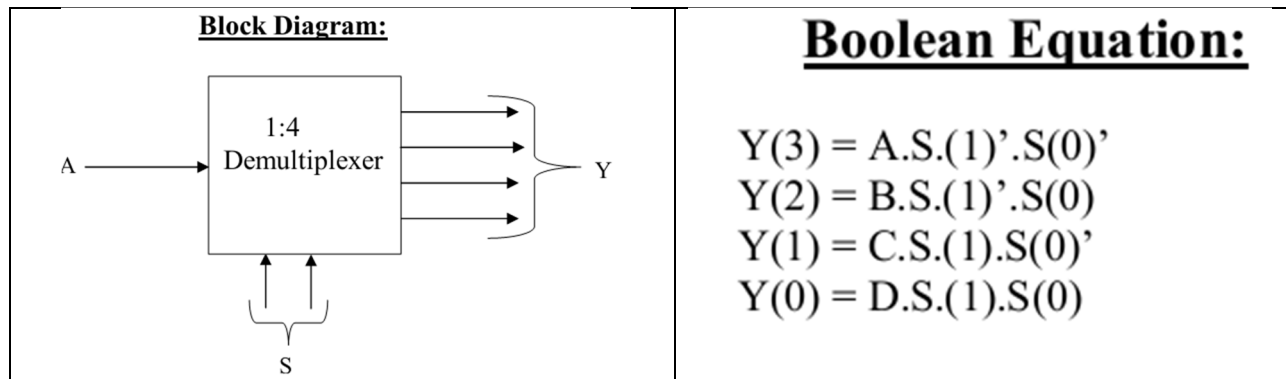 Block Diagram:
1:4
Demultiplexer
A
Y
S
Boolean Equation:
Y(3) = A.S.(1)’.S(0)’
Y(2) = B.S.(1)’.S(0)
Y(1) = C.S.(1).S(0)’
Y(0) = D.S.(1).S(0)